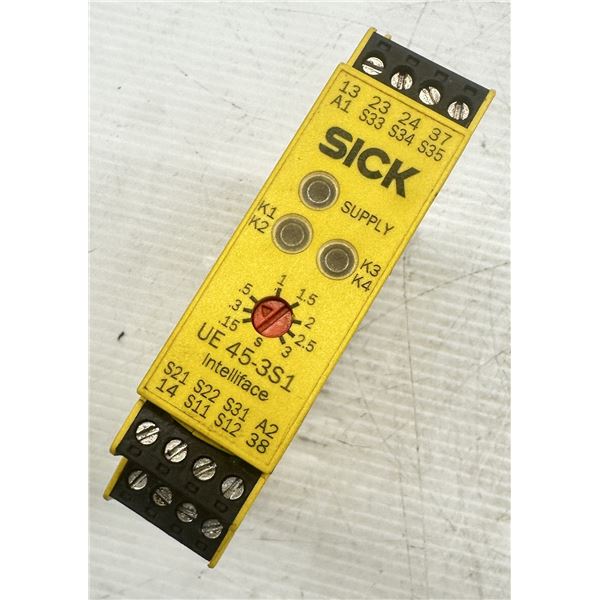 13 23 24 37
A1 S33 S34 S35
SICK
SUPPLY
K1
K2
K3
K4
1
.5 1.5
.3 2
.15 2.5
s 3
UE 45-3S1
Intelliface
S21 S22 S31 A2
14 S11 S12 38